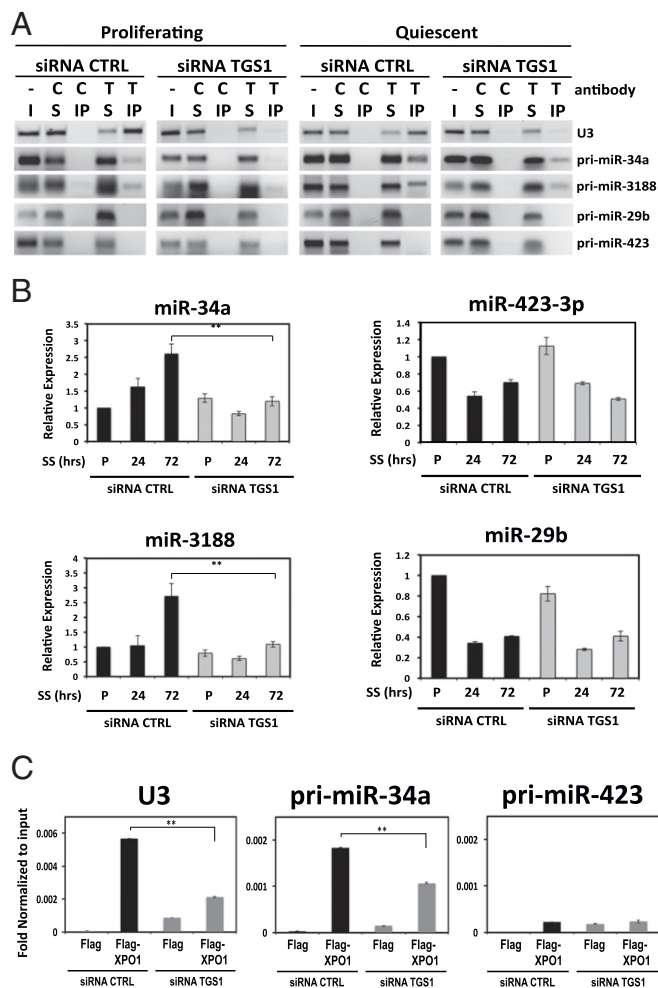 A
Proliferating Quiescent
siRNA CTRL siRNA TGS1 siRNA CTRL siRNA TGS1
- C C T T - C C T T - C C T T - C C T T antibody
I S IP S IP I S IP S IP I S IP S IP I S IP S IP
U3
pri-miR-34a
pri-miR-3188
pri-miR-29b
pri-miR-423
B
miR-34a
Relative Expression
3.5
3
2.5
2
1.5
1
0.5
0
**
SS (hrs) P 24 72 P 24 72
siRNA CTRL siRNA TGS1
miR-423-3p
Relative Expression
1.4
1.2
1
0.8
0.6
0.4
0.2
0
SS (hrs) P 24 72 P 24 72
siRNA CTRL siRNA TGS1
miR-3188
Relative Expression
4
3.5
3
2.5
2
1.5
1
0.5
0
**
SS (hrs) P 24 72 P 24 72
siRNA CTRL siRNA TGS1
miR-29b
Relative Expression
1.2
1
0.8
0.6
0.4
0.2
0
SS (hrs) P 24 72 P 24 72
siRNA CTRL siRNA TGS1
C
U3
Fold Normalized to input
0.006
0.004
0.002
0
**
Flag Flag-XPO1 Flag Flag-XPO1
siRNA CTRL siRNA TGS1
pri-miR-34a
0.002
0.001
0
**
Flag Flag-XPO1 Flag Flag-XPO1
siRNA CTRL siRNA TGS1
pri-miR-423
0.002
0.001
0
Flag Flag-XPO1 Flag Flag-XPO1
siRNA CTRL siRNA TGS1